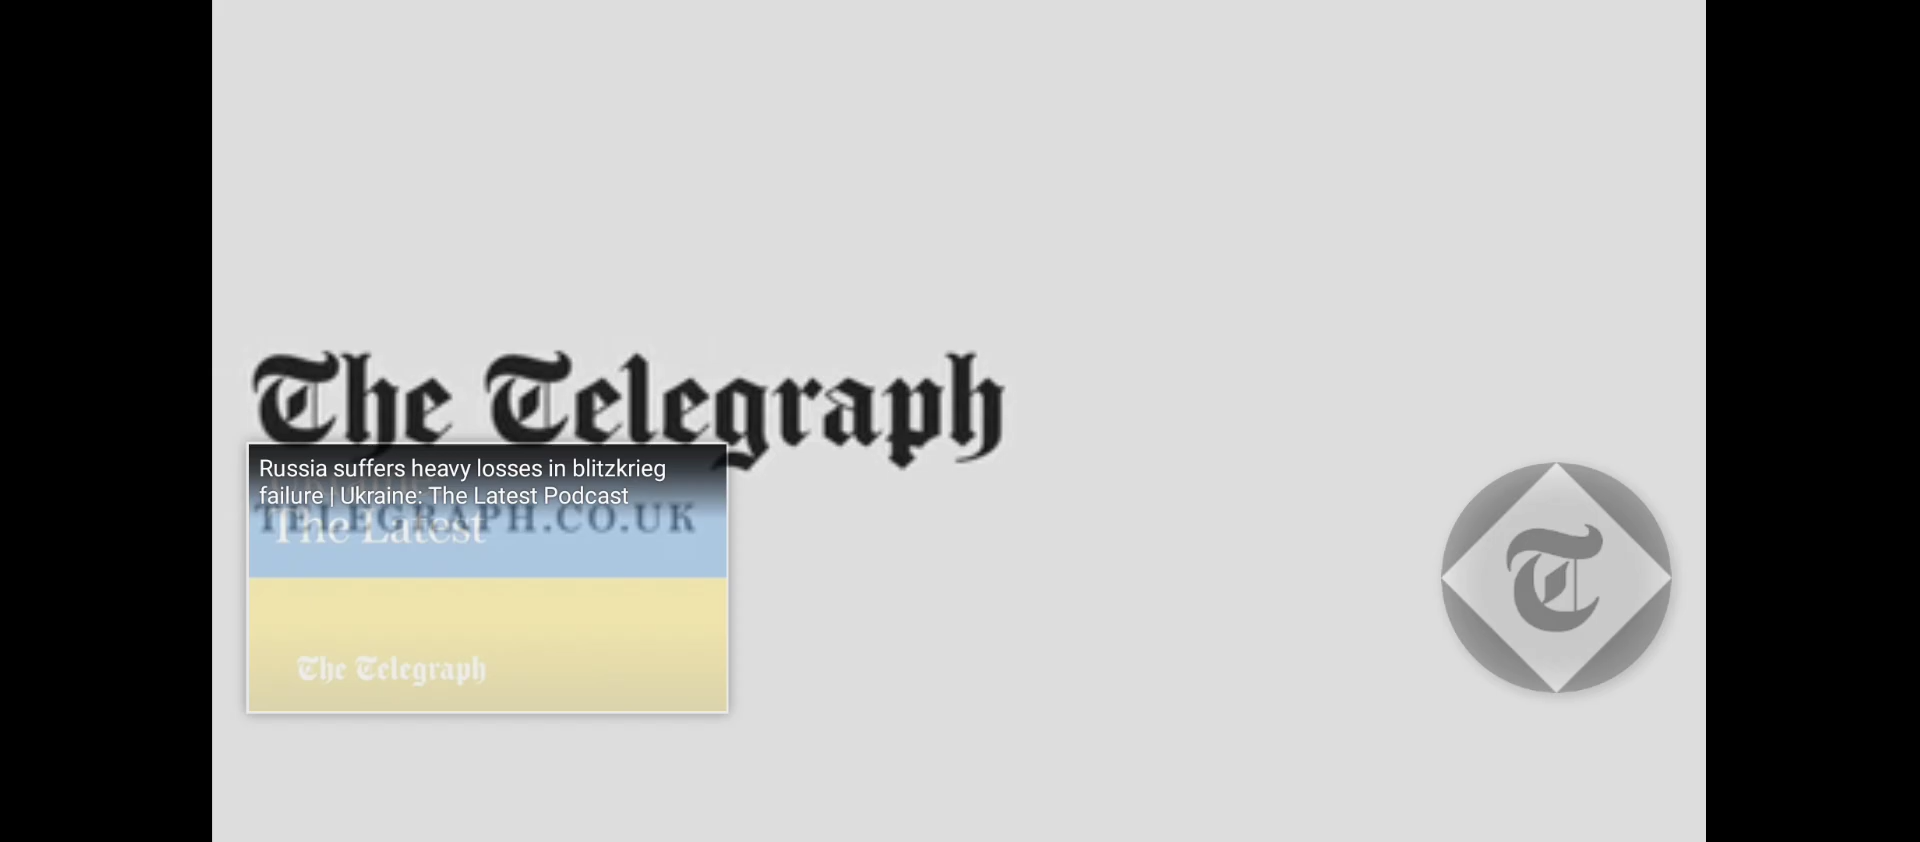 The Telegraph
Russia suffers heavy losses in blitzkrieg
failure | Ukraine: The Latest Podcast
TELEGRAPH.CO.UK
The Latest
The Telegraph
T